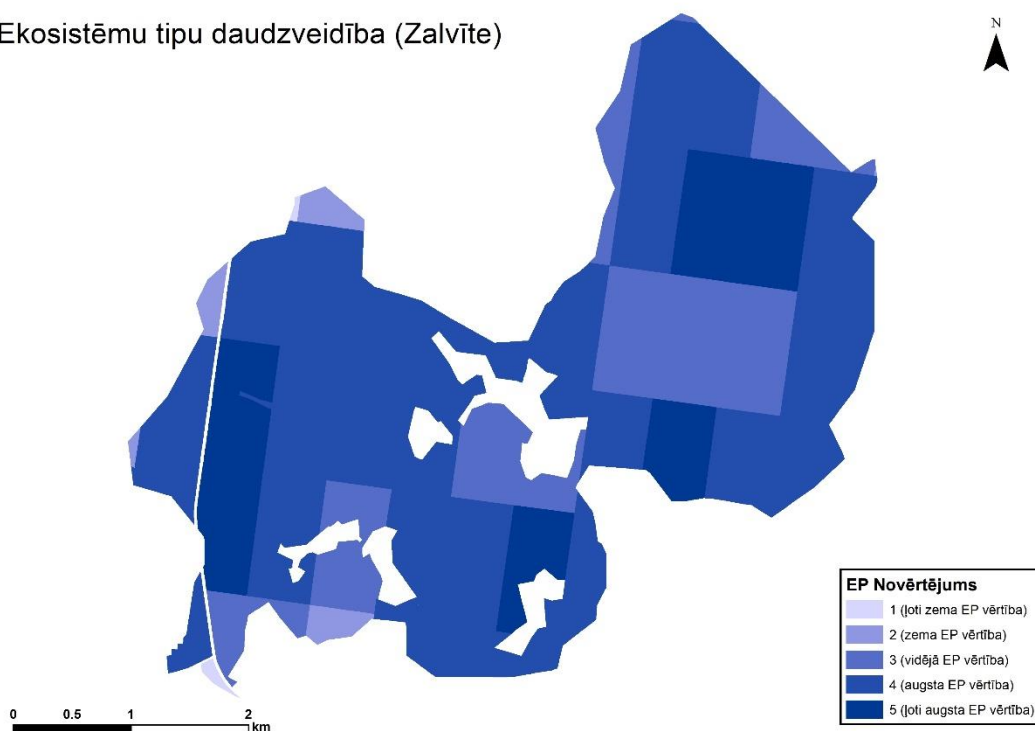 Ekosistēmu tipu daudzveidība (Zalvīte)
N
EP Novērtējums
1 (ļoti zema EP vērtība)
2 (zema EP vērtība)
3 (vidējā EP vērtība)
4 (augsta EP vērtība)
5 (ļoti augsta EP vērtība)
0 0.5 1 2
km